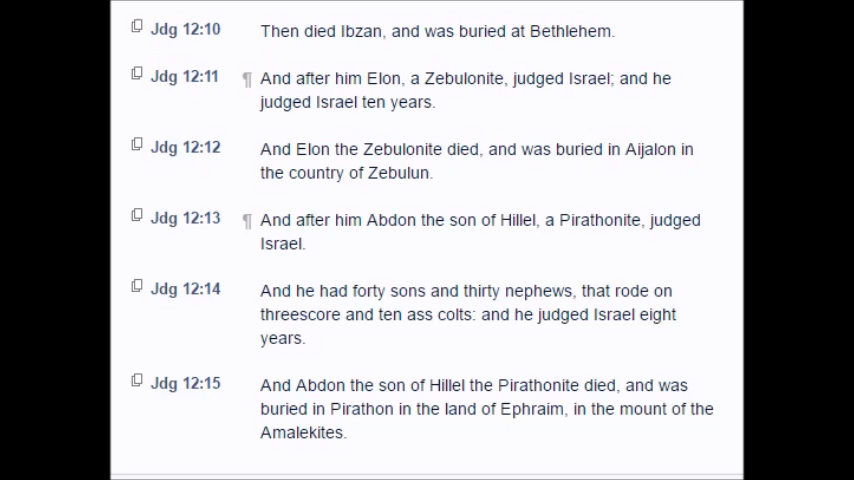 Jdg 12:10 Then died Ibzan, and was buried at Bethlehem.
Jdg 12:11 ¶ And after him Elon, a Zebulonite, judged Israel; and he
judged Israel ten years.
Jdg 12:12 And Elon the Zebulonite died, and was buried in Aijalon in
the country of Zebulun.
Jdg 12:13 ¶ And after him Abdon the son of Hillel, a Pirathonite, judged
Israel.
Jdg 12:14 And he had forty sons and thirty nephews, that rode on
threescore and ten ass colts: and he judged Israel eight
years.
Jdg 12:15 And Abdon the son of Hillel the Pirathonite died, and was
buried in Pirathon in the land of Ephraim, in the mount of the
Amalekites.